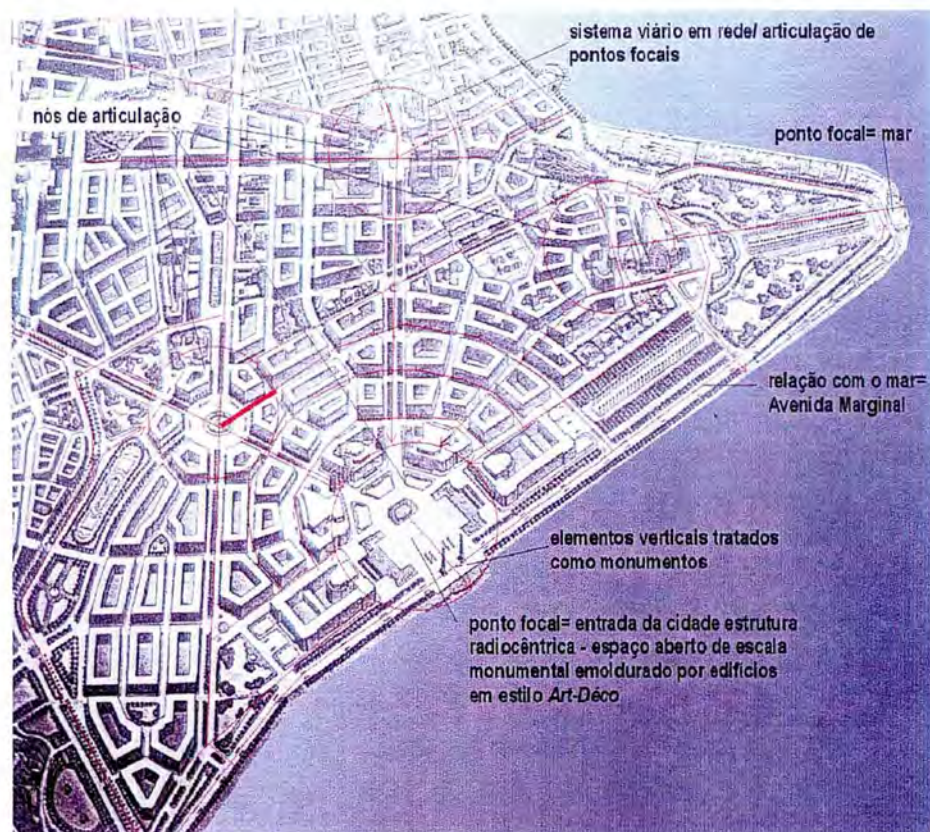 sistema viário em rede/ articulação de
pontos focais
nós de articulação
ponto focal= mar
relação com o mar=
Avenida Marginal
elementos verticais tratados
como monumentos
ponto focal= entrada da cidade estrutura
radiocêntrica - espaço aberto de escala
monumental emoldurado por edifícios
em estilo Art-Déco